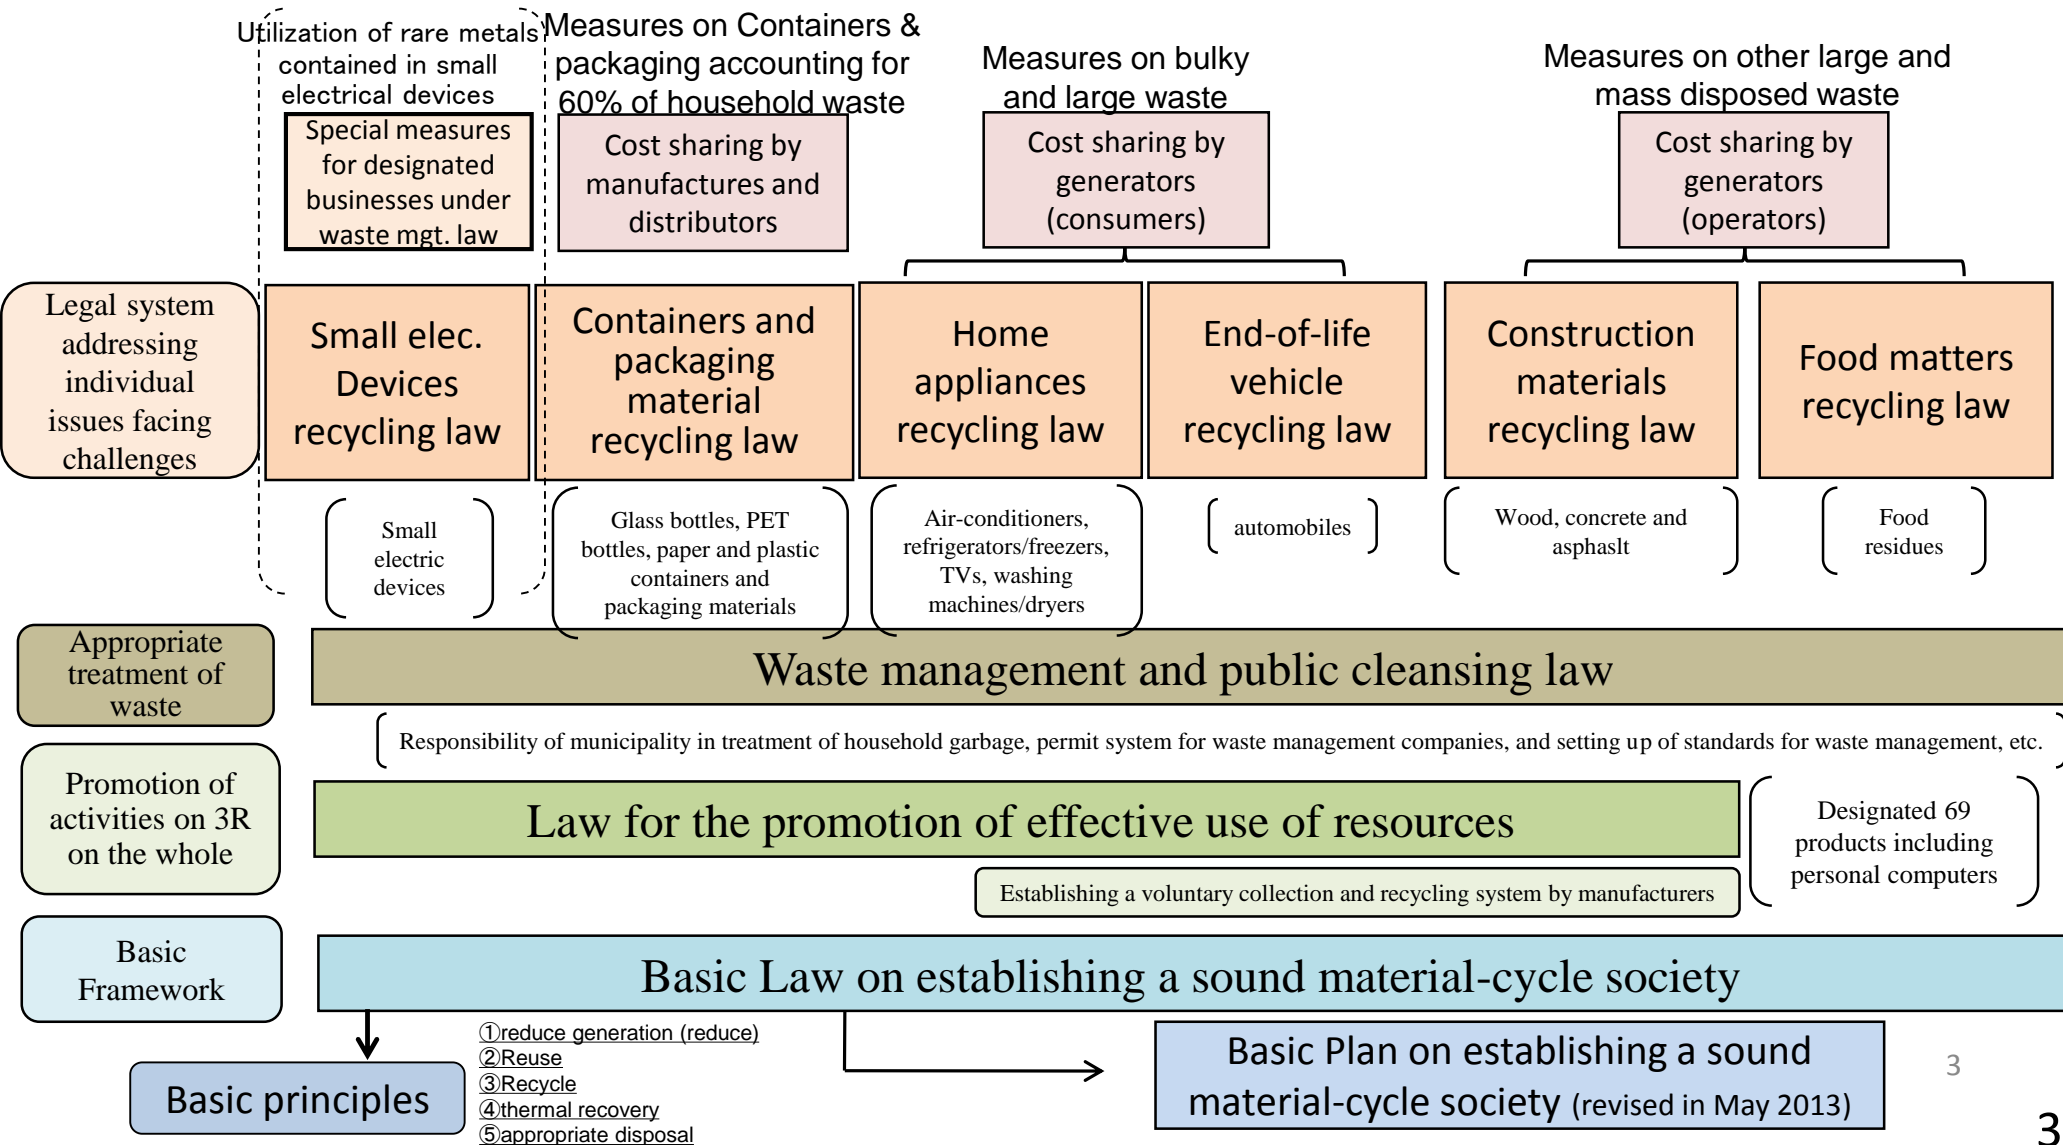 Utilization of rare metals
contained in small
electrical devices
Measures on Containers &
packaging accounting for
60% of household waste
Measures on bulky
and large waste
Measures on other large and
mass disposed waste
Special measures
for designated
businesses under
waste mgt. law
Cost sharing by
manufactures and
distributors
Cost sharing by
generators
(consumers)
Cost sharing by
generators
(operators)
Legal system
addressing
individual
issues facing
challenges
Small elec.
Devices
recycling law
Containers and
packaging
material
recycling law
Home
appliances
recycling law
End-of-life
vehicle
recycling law
Construction
materials
recycling law
Food matters
recycling law
Small
electric
devices
Glass bottles, PET
bottles, paper and plastic
containers and
packaging materials
Air-conditioners,
refrigerators/freezers,
TVs, washing
machines/dryers
automobiles
Wood, concrete and
asphaslt
Food
residues
Appropriate
treatment of
waste
Waste management and public cleansing law
Responsibility of municipality in treatment of household garbage, permit system for waste management companies, and setting up of standards for waste management, etc.
Promotion of
activities on 3R
on the whole
Law for the promotion of effective use of resources
Designated 69
products including
personal computers
Establishing a voluntary collection and recycling system by manufacturers
Basic
Framework
Basic Law on establishing a sound material-cycle society
Basic principles
①reduce generation (reduce)
②Reuse
③Recycle
④thermal recovery
⑤appropriate disposal
Basic Plan on establishing a sound
material-cycle society (revised in May 2013)
3
3